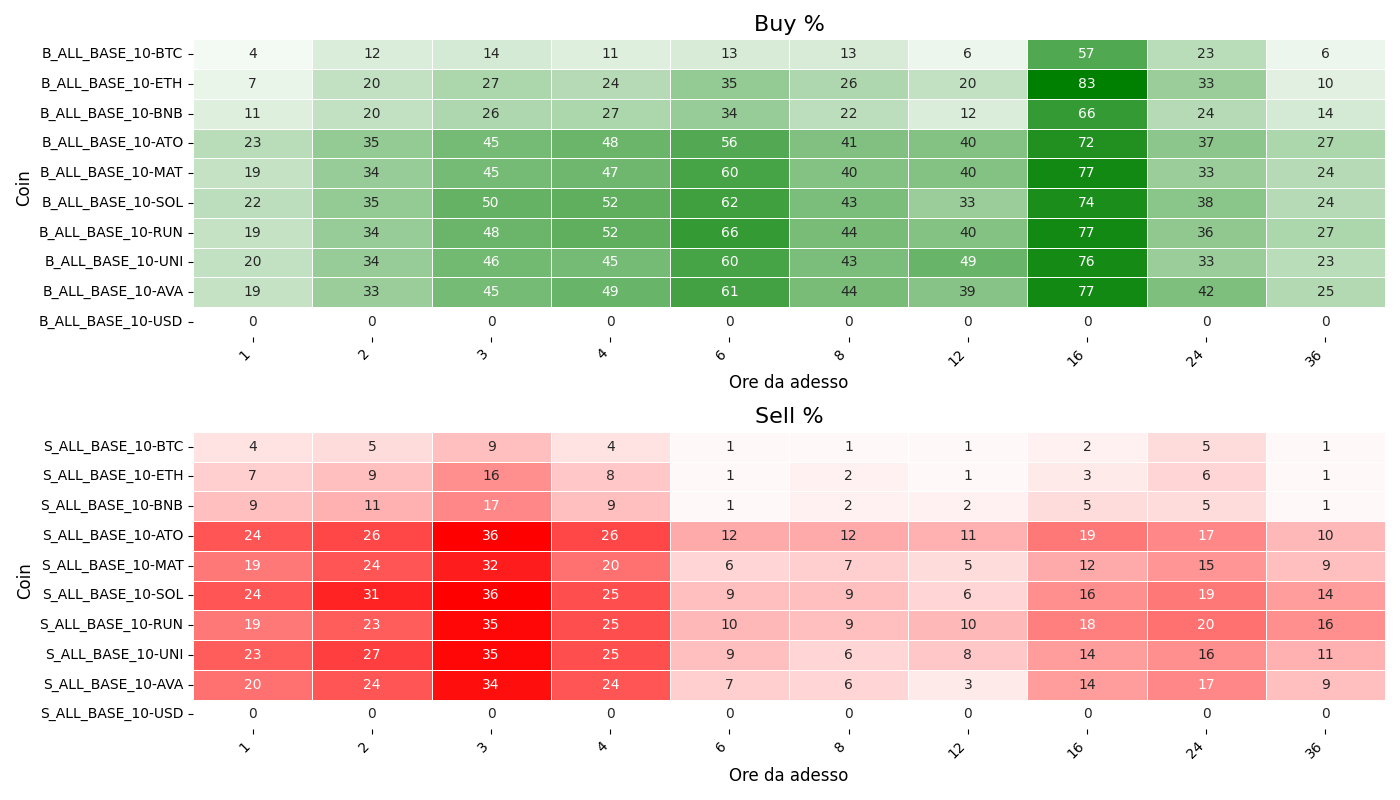 Buy %
Coin
B_ALL_BASE_10-BTC 4 12 14 11 13 13 6 57 23 6
B_ALL_BASE_10-ETH 7 20 27 24 35 26 20 83 33 10
B_ALL_BASE_10-BNB 11 20 26 27 34 22 12 66 24 14
B_ALL_BASE_10-ATO 23 35 45 48 56 41 40 72 37 27
B_ALL_BASE_10-MAT 19 34 45 47 60 40 40 77 33 24
B_ALL_BASE_10-SOL 22 35 50 52 62 43 33 74 38 24
B_ALL_BASE_10-RUN 19 34 48 52 66 44 40 77 36 27
B_ALL_BASE_10-UNI 20 34 46 45 60 43 49 76 33 23
B_ALL_BASE_10-AVA 19 33 45 49 61 44 39 77 42 25
B_ALL_BASE_10-USD 0 0 0 0 0 0 0 0 0 0
1 2 3 4 6 8 12 16 24 36
Ore da adesso
Sell %
Coin
S_ALL_BASE_10-BTC 4 5 9 4 1 1 1 2 5 1
S_ALL_BASE_10-ETH 7 9 16 8 1 2 1 3 6 1
S_ALL_BASE_10-BNB 9 11 17 9 1 2 2 5 5 1
S_ALL_BASE_10-ATO 24 26 36 26 12 12 11 19 17 10
S_ALL_BASE_10-MAT 19 24 32 20 6 7 5 12 15 9
S_ALL_BASE_10-SOL 24 31 36 25 9 9 6 16 19 14
S_ALL_BASE_10-RUN 19 23 35 25 10 9 10 18 20 16
S_ALL_BASE_10-UNI 23 27 35 25 9 6 8 14 16 11
S_ALL_BASE_10-AVA 20 24 34 24 7 6 3 14 17 9
S_ALL_BASE_10-USD 0 0 0 0 0 0 0 0 0 0
1 2 3 4 6 8 12 16 24 36
Ore da adesso